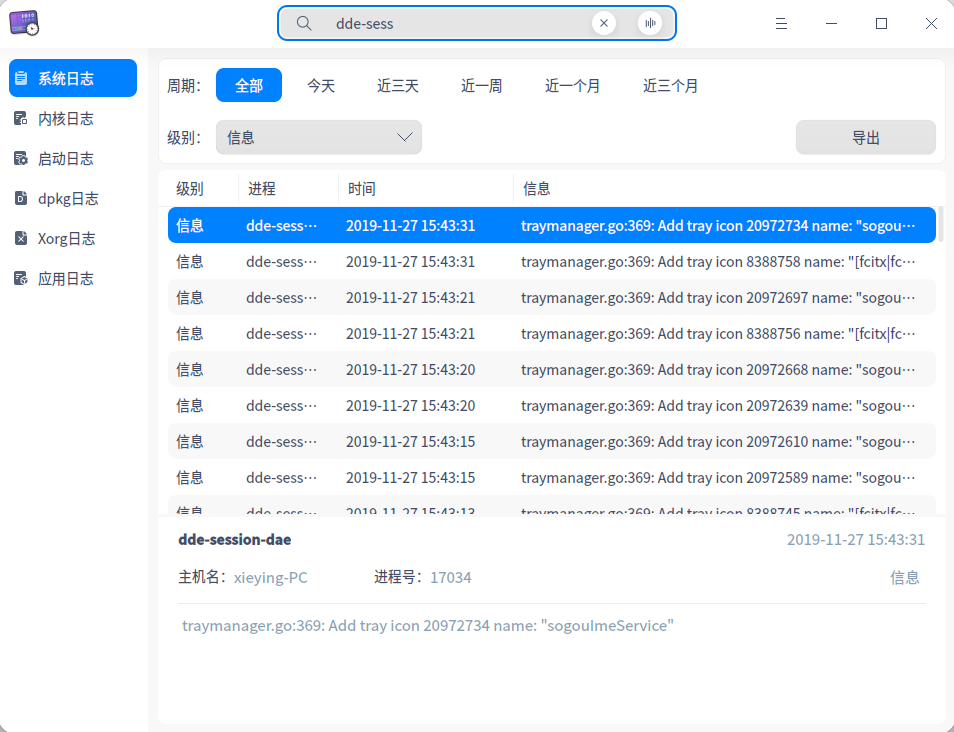 dde-sess
系统日志
内核日志
启动日志
dpkg日志
Xorg日志
应用日志
周期： 全部 今天 近三天 近一周 近一个月 近三个月
级别： 信息 导出
级别 进程 时间 信息
信息 dde-sess··· 2019-11-27 15:43:31 traymanager.go:369: Add tray icon 20972734 name: "sogou···
信息 dde-sess··· 2019-11-27 15:43:31 traymanager.go:369: Add tray icon 8388758 name: "[fcitx|fc···
信息 dde-sess··· 2019-11-27 15:43:21 traymanager.go:369: Add tray icon 20972697 name: "sogou···
信息 dde-sess··· 2019-11-27 15:43:21 traymanager.go:369: Add tray icon 8388756 name: "[fcitx|fc···
信息 dde-sess··· 2019-11-27 15:43:20 traymanager.go:369: Add tray icon 20972668 name: "sogou···
信息 dde-sess··· 2019-11-27 15:43:20 traymanager.go:369: Add tray icon 20972639 name: "sogou···
信息 dde-sess··· 2019-11-27 15:43:15 traymanager.go:369: Add tray icon 20972610 name: "sogou···
信息 dde-sess··· 2019-11-27 15:43:15 traymanager.go:369: Add tray icon 20972589 name: "sogou···
信息 dde-sess··· 2019-11-27 15:43:13 traymanager.go:369: Add tray icon 8388745 name: "[fcitx|fc···
dde-session-dae 2019-11-27 15:43:31
主机名： xieying-PC 进程号： 17034 信息
traymanager.go:369: Add tray icon 20972734 name: "sogouImeService"